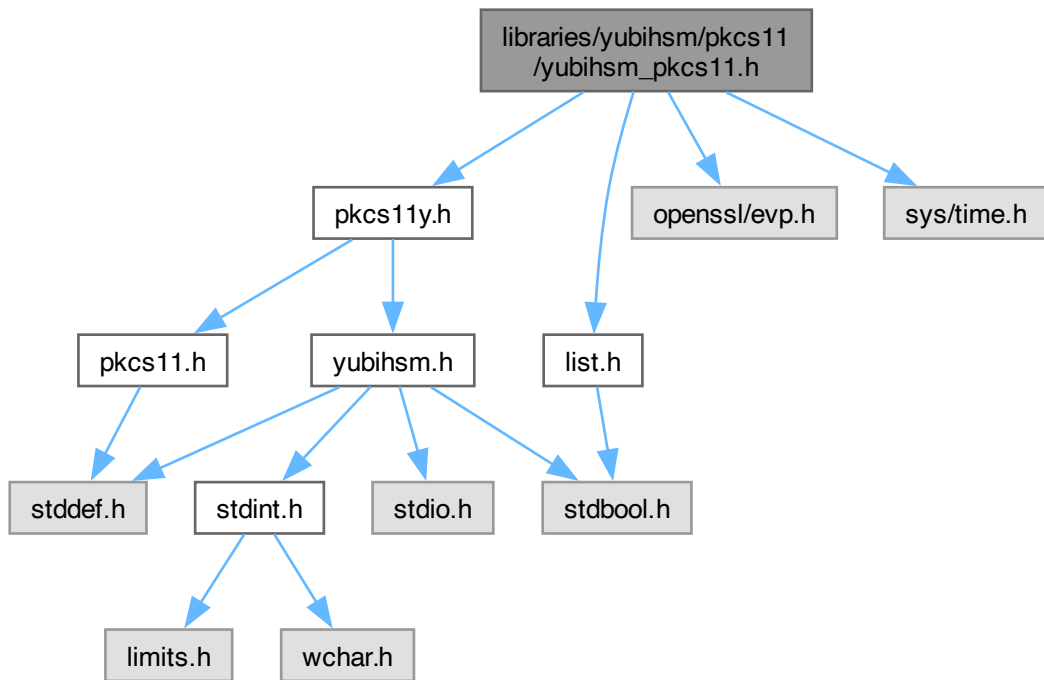 libraries/yubihsm/pkcs11
/yubihsm_pkcs11.h
pkcs11y.h
openssl/evp.h
sys/time.h
pkcs11.h
yubihsm.h
list.h
stddef.h
stdint.h
stdio.h
stdbool.h
limits.h
wchar.h